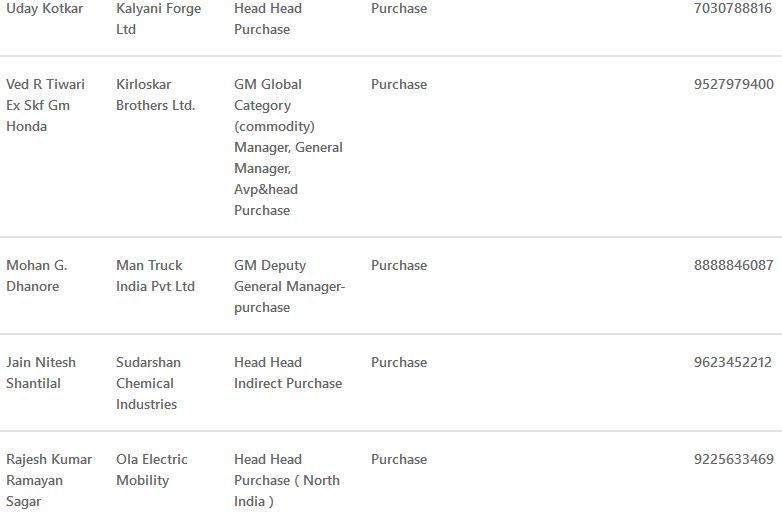 Uday Kotkar Kalyani Forge Head Head Purchase 7030788816
Ltd Purchase
Ved R Tiwari Kirloskar GM Global Purchase 9527979400
Ex Skf Gm Brothers Ltd. Category
Honda (commodity)
Manager, General
Manager,
Avp&head
Purchase
Mohan G. Man Truck GM Deputy Purchase 8888846087
Dhanore India Pvt Ltd General Manager-
purchase
Jain Nitesh Sudarshan Head Head Purchase 9623452212
Shantilal Chemical Indirect Purchase
Industries
Rajesh Kumar Ola Electric Head Head Purchase 9225633469
Ramayan Mobility Purchase ( North
Sagar India )